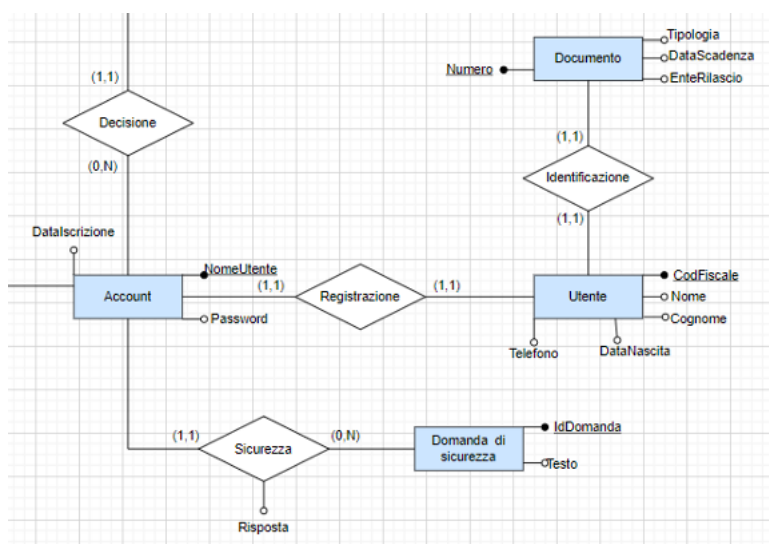 Tipologia
Documento
DataScadenza
Numero
EnteRilascio
(1,1)
Decisione
(1,1)
(0,N)
Identificazione
(1,1)
DataIscrizione
NomeUtente
CodFiscale
(1,1)
(1,1)
Account
Registrazione
Utente
Nome
Password
Cognome
Telefono
DataNascita
IdDomanda
(1,1)
Sicurezza
(0,N)
Domanda di
sicurezza
Testo
Risposta